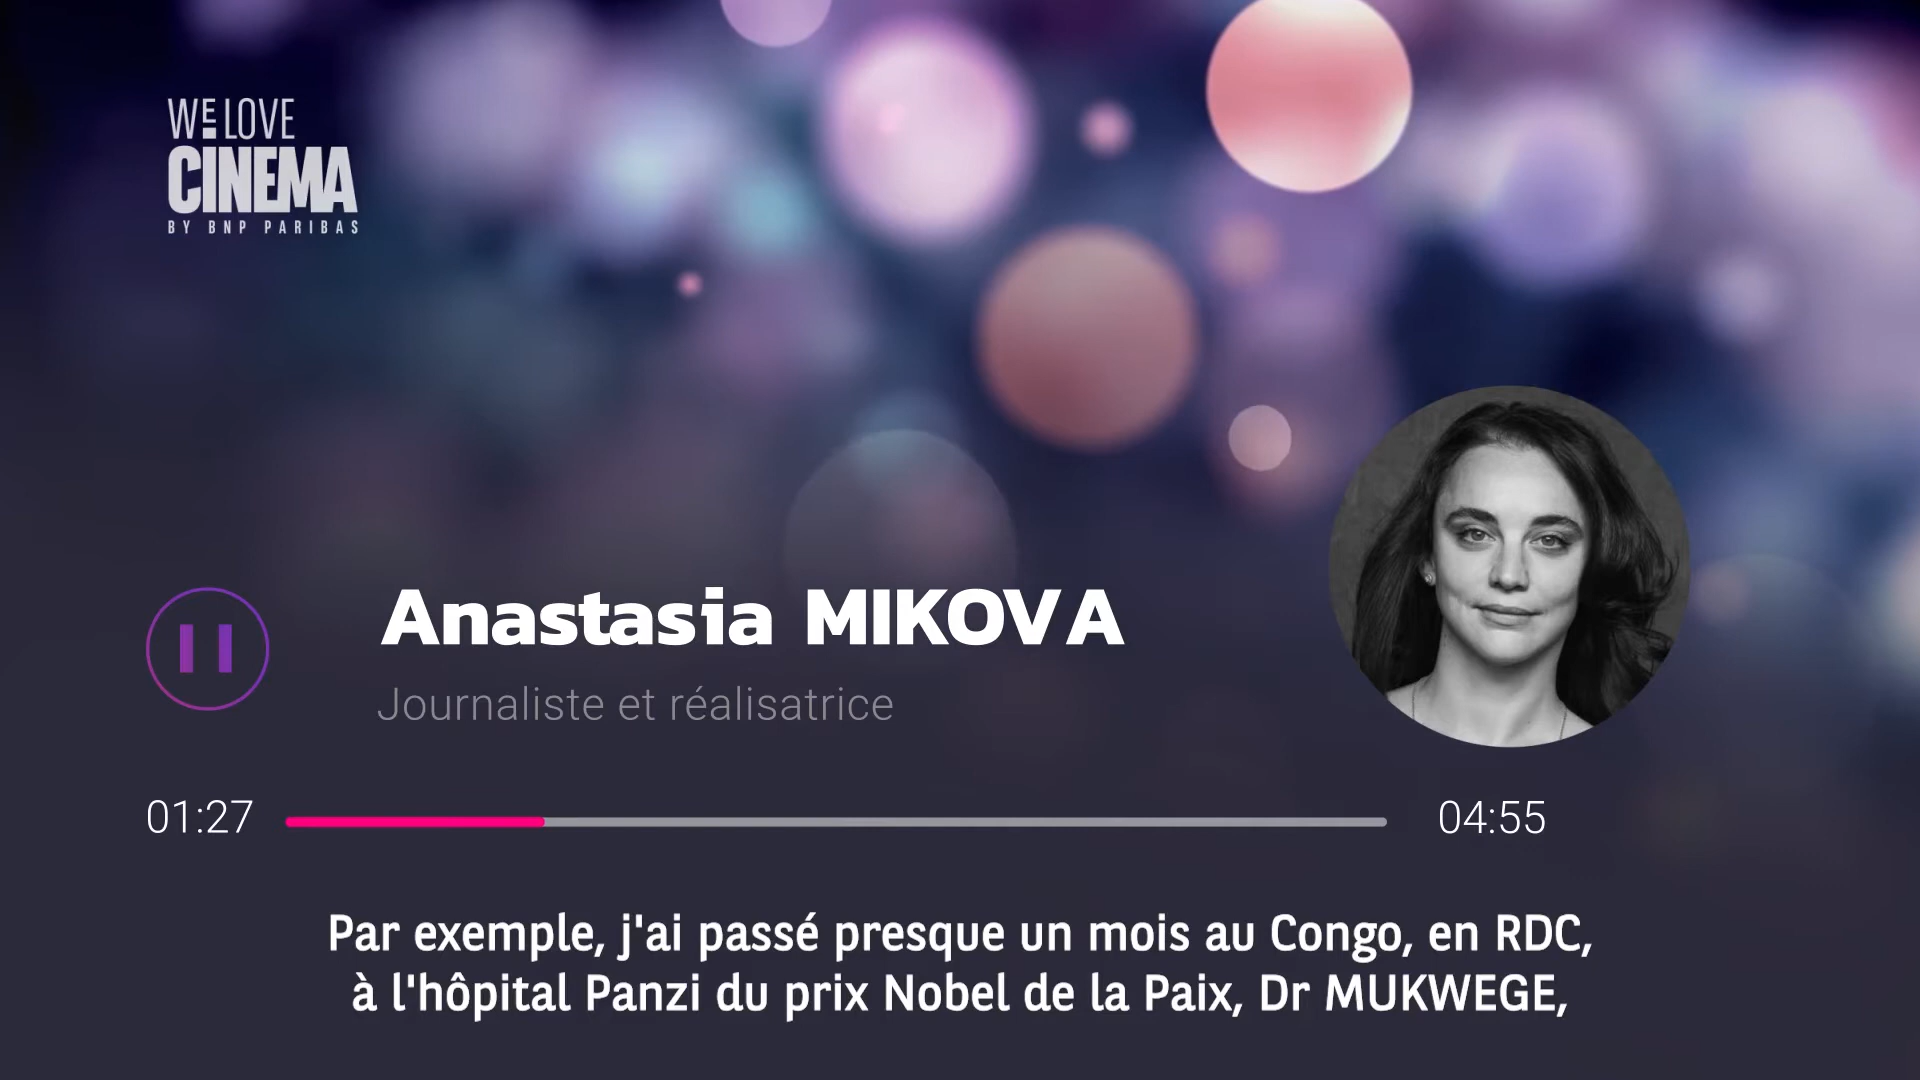 WE LOVE
CINEMA
BY BNP PARIBAS
Anastasia MIKOVA
Journaliste et réalisatrice
01:27
04:55
Par exemple, j'ai passé presque un mois au Congo, en RDC,
à l'hôpital Panzi du prix Nobel de la Paix, Dr MUKWEGE,